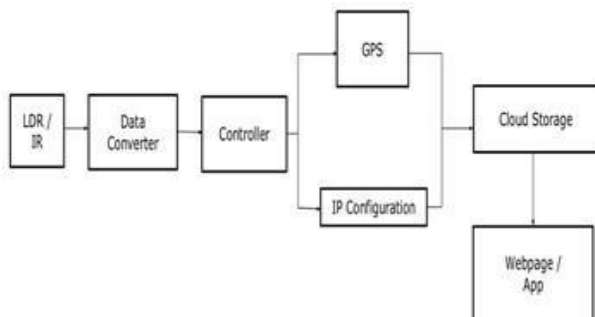 LDR /
IR
Data
Converter
Controller
GPS
IP Configuration
Cloud Storage
Webpage /
App